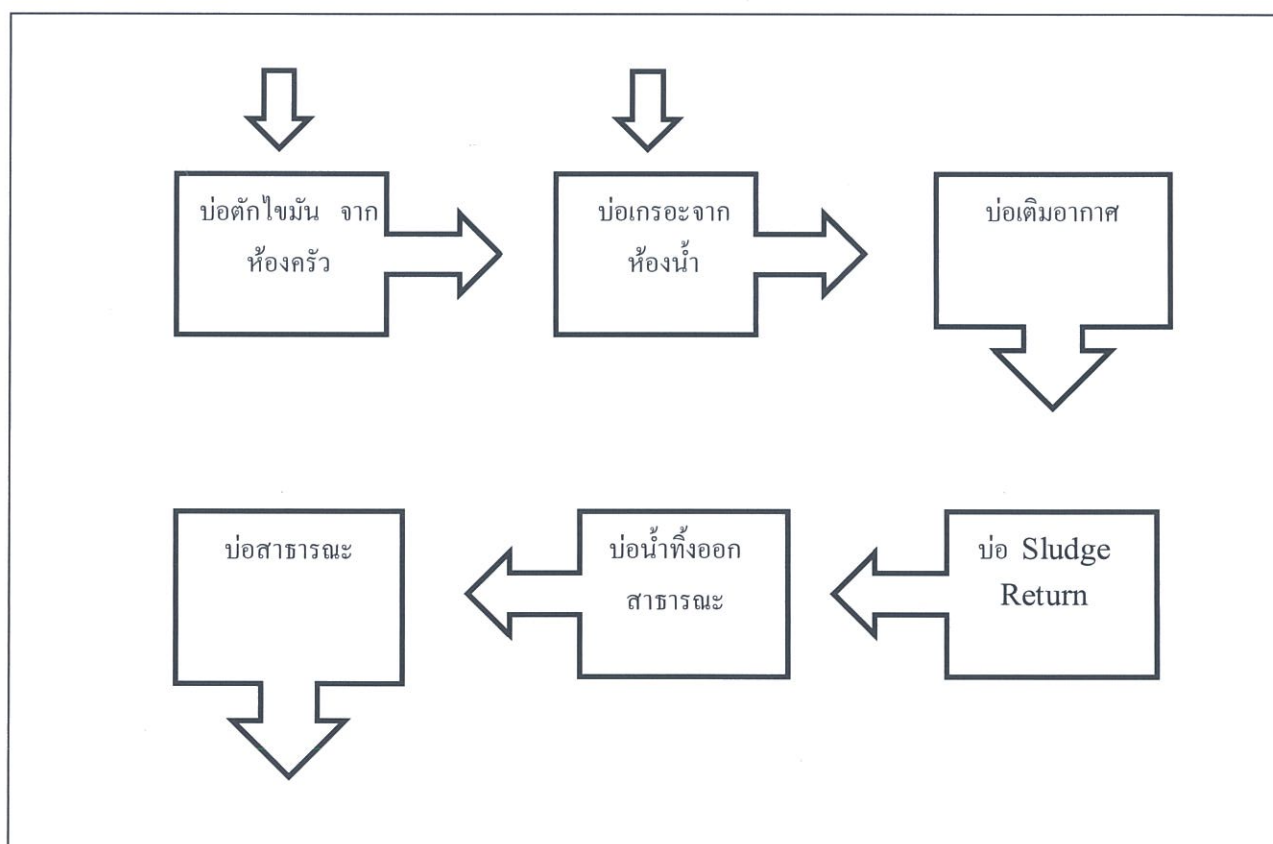 บ่อดักไขมัน จาก
ห้องครัว
บ่อเกรอะจาก
ห้องน้ำ
บ่อเติมอากาศ
บ่อสาธารณะ
บ่อน้ำทิ้งออก
สาธารณะ
บ่อ Sludge
Return